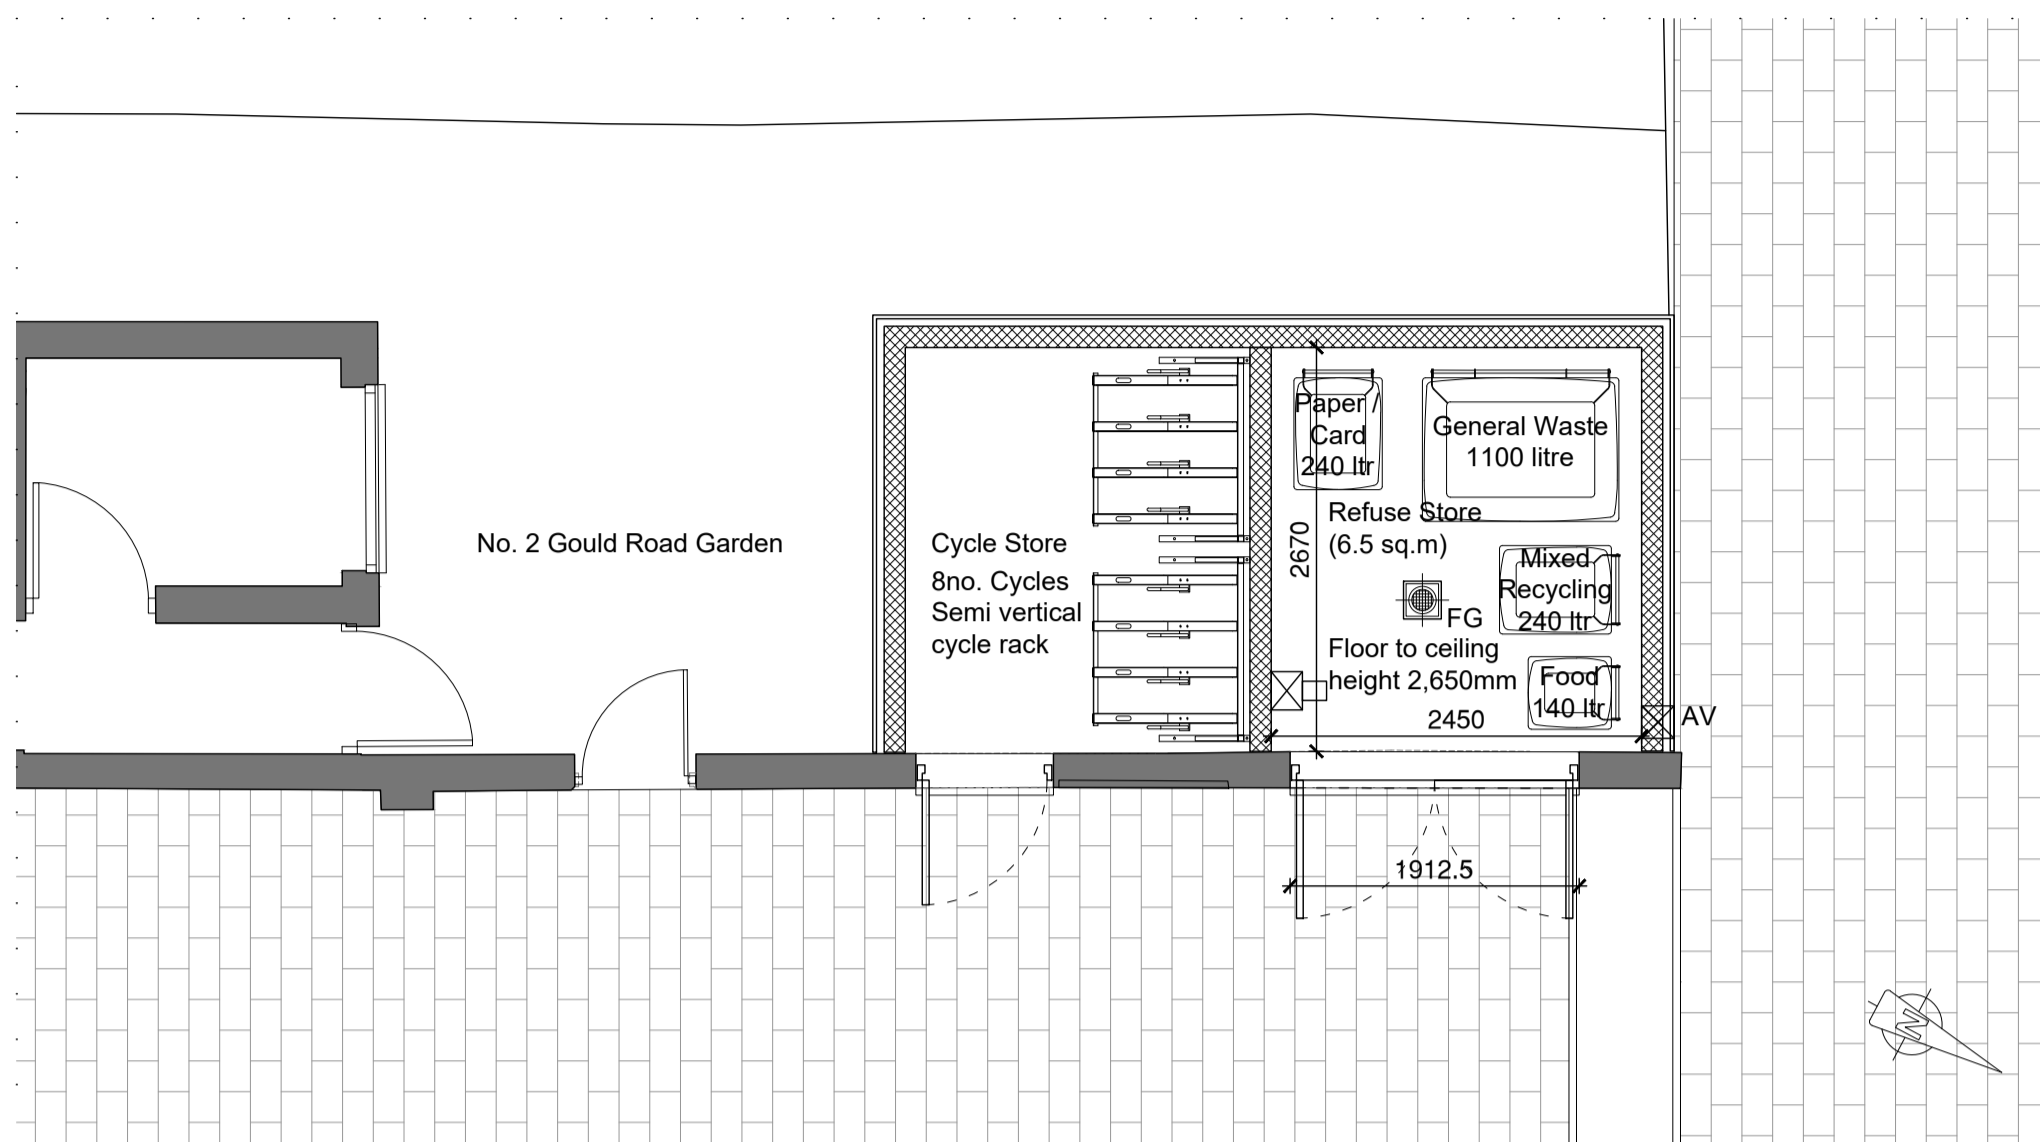 No. 2 Gould Road Garden
Cycle Store
8no. Cycles
Semi vertical
cycle rack
Paper /
Card
240 ltr
General Waste
1100 litre
Refuse Store
(6.5 sq.m)
2670
Mixed
Recycling
240 ltr
FG
Floor to ceiling
height 2,650mm
Food
140 ltr
2450
AV
1912.5
N